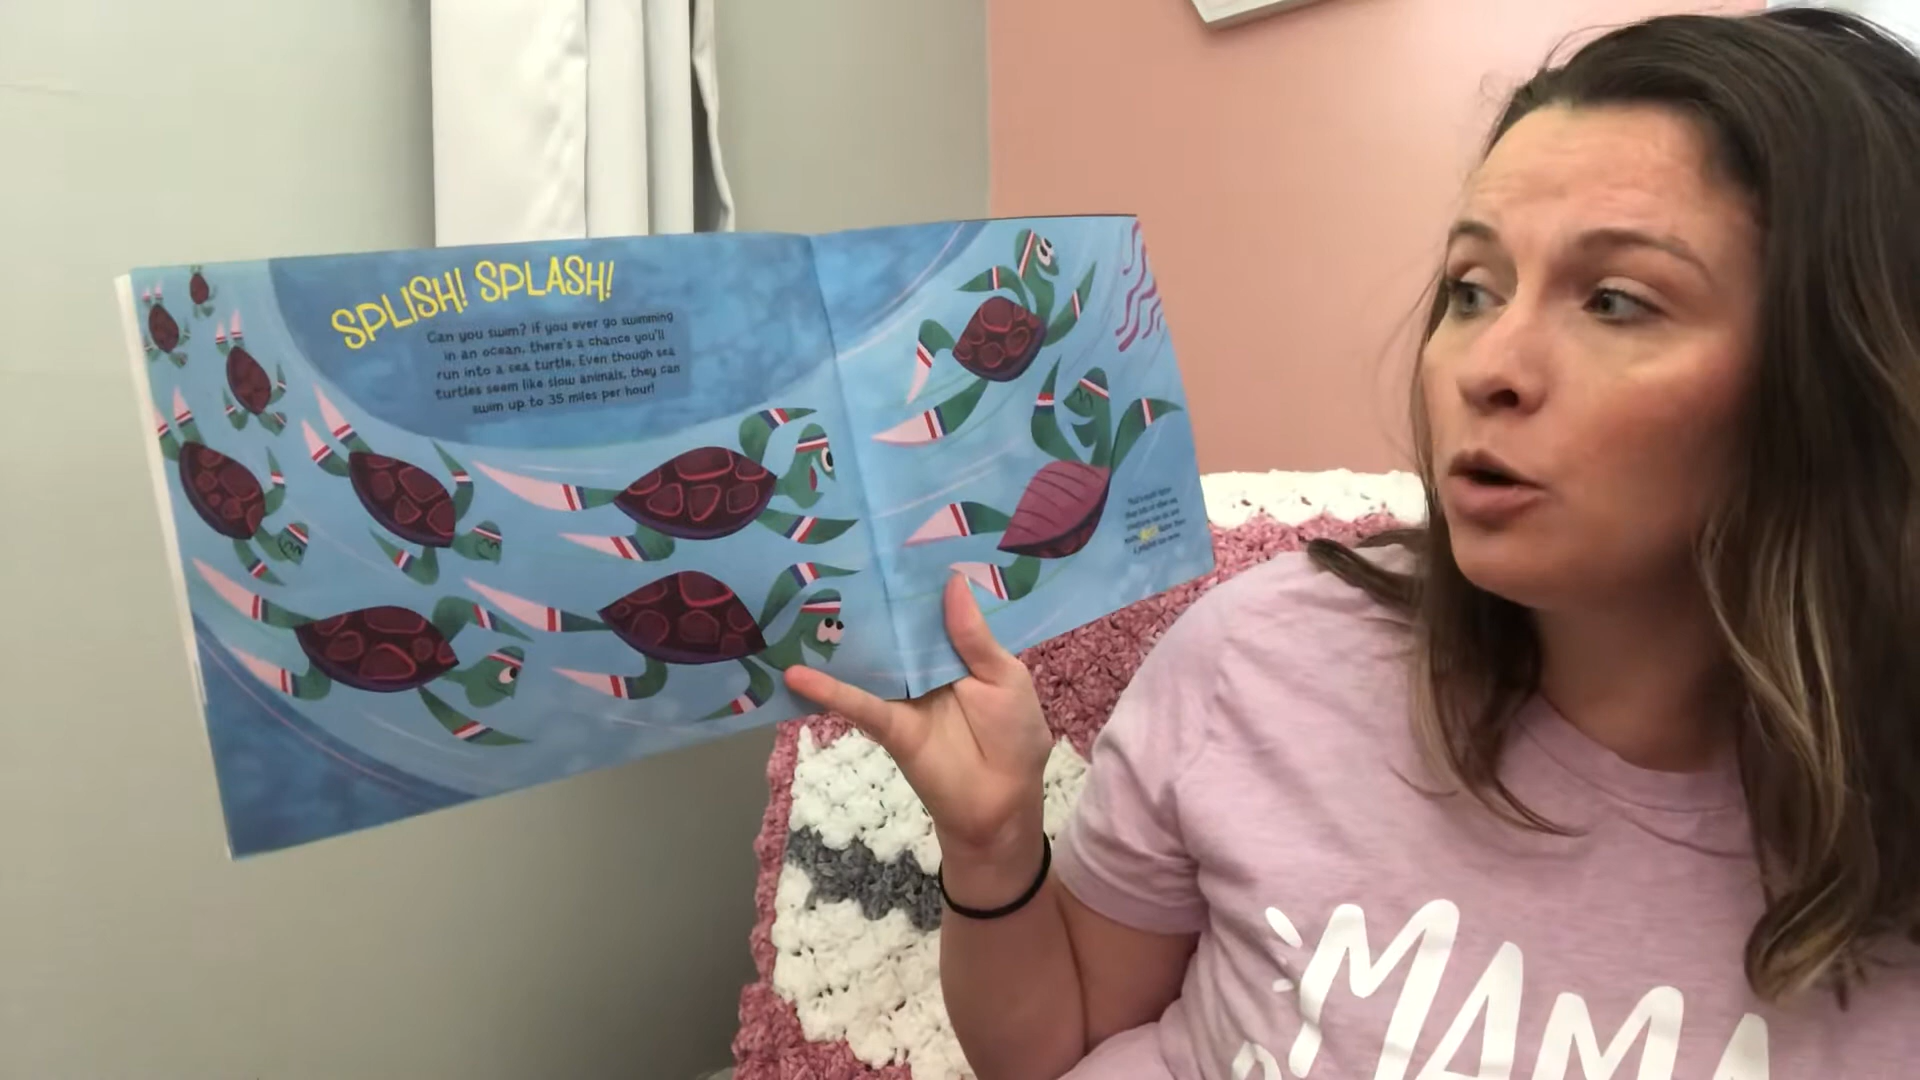 SPLISH! SPLASH!
Can you swim? If you ever go swimming
in an ocean, there's a chance you'll
run into a sea turtle. Even though sea
turtles seem like slow animals, they can
swim up to 35 miles per hour!
MAMA